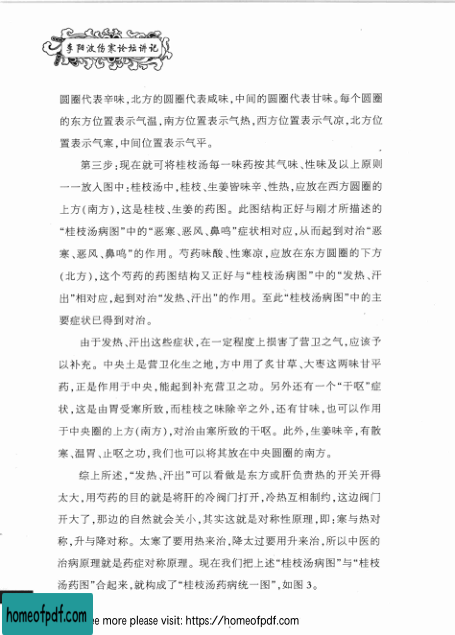 李阳波伤寒论坛讲记
圆圈代表辛味,北方的圆圈代表咸味,中间的圆圈代表甘味。每个圆圈
的东方位置表示气温,南方位置表示气热,西方位置表示气凉,北方位
置表示气寒,中间位置表示气平。
第三步:现在就可将桂枝汤每一味药按其气味、性味及以上原则
一一放入图中:桂枝汤中,桂枝、生姜皆味辛、性热,应放在西方圆圈的
上方(南方),这是桂枝、生姜的药图。此图结构正好与刚才所描述的
“桂枝汤病图”中的“恶寒、恶风、鼻鸣”症状相对应,从而起到对治“恶
寒、恶风、鼻鸣”的作用。芍药味酸、性寒凉,应放在东方圆圈的下方
(北方),这个芍药的药图结构又正好与“桂枝汤病图”中的“发热、汗
出”相对应,起到对治“发热、汗出”的作用。至此“桂枝汤病图”中的主
要症状已得到对治。
由于发热、汗出这些症状,在一定程度上损害了营卫之气,应该予
以补充。中央土是营卫化生之地,方中用了炙甘草、大枣这两味甘平
药,正是作用于中央,能起到补充营卫之功。另外还有一个“干呕”症
状,这是由胃受寒所致,而桂枝之味除辛之外,还有甘味,也可以作用
于中央圈的上方(南方),对治由寒所致的干呕。此外,生姜味辛,有散
寒、温胃、止呕之功,我们也可以将其放在中央圆圈的南方。
综上所述,“发热、汗出”可以看做是东方或肝负责热的开关开得
太大,用芍药的目的就是将肝的冷阀门打开,冷热互相制约,这边阀门
开大了,那边的自然就会关小,其实这就是对称性原理,即:寒与热对
称,升与降对称。太寒了要用热来治,降太过要用升来治,所以中医的
治病原理就是药症对称原理。现在我们把上述“桂枝汤病图”与“桂枝
汤药图”合起来,就构成了“桂枝汤药病统一图”,如图 3。
homeofpdf.com
ee more please visit: https://homeofpdf.com